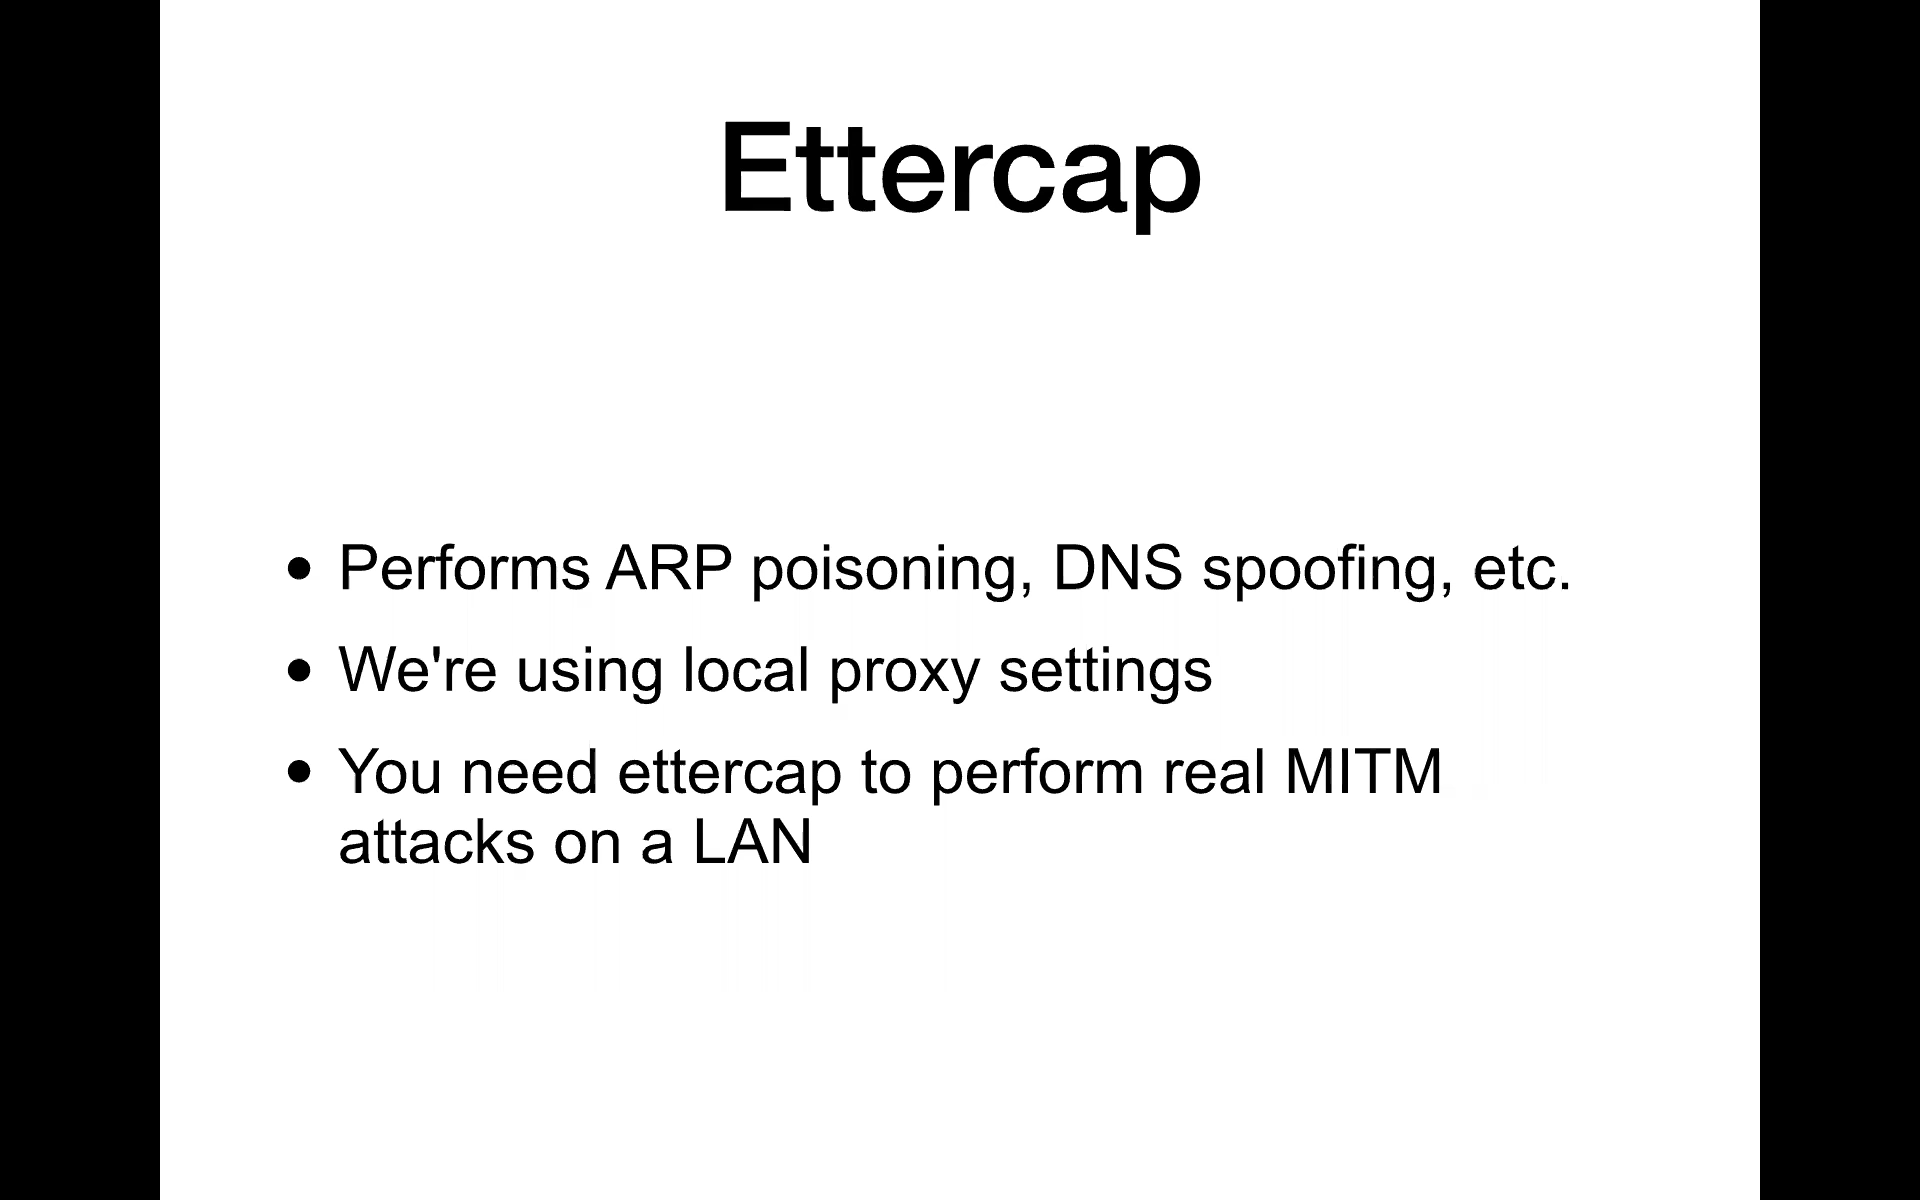 Ettercap
• Performs ARP poisoning, DNS spoofing, etc.
• We're using local proxy settings
• You need ettercap to perform real MITM
attacks on a LAN